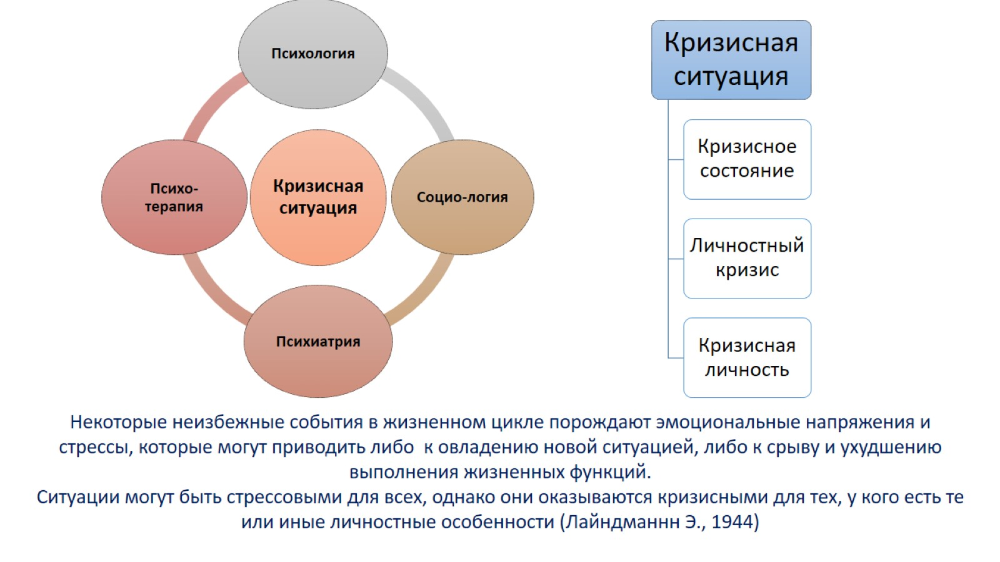 Психология
Психо-
терапия
Кризисная
ситуация
Социо-логия
Психиатрия
Кризисная
ситуация
Кризисное
состояние
Личностный
кризис
Кризисная
личность
Некоторые неизбежные события в жизненном цикле порождают эмоциональные напряжения и
стрессы, которые могут приводить либо  к овладению новой ситуацией, либо к срыву и ухудшению
выполнения жизненных функций.
Ситуации могут быть стрессовыми для всех, однако они оказываются кризисными для тех, у кого есть те
или иные личностные особенности (Лайндманнн Э., 1944)